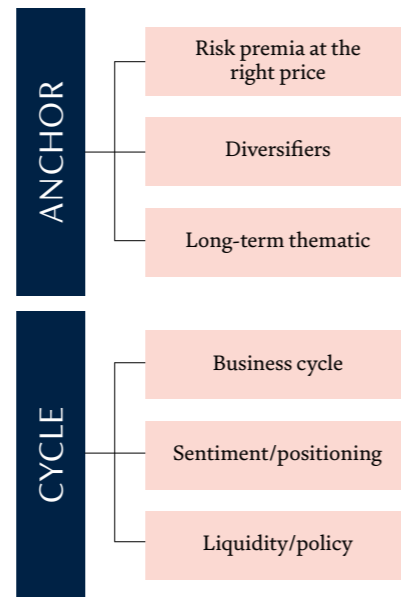 ANCHOR
Risk premia at the
right price
Diversifiers
Long-term thematic
CYCLE
Business cycle
Sentiment/positioning
Liquidity/policy